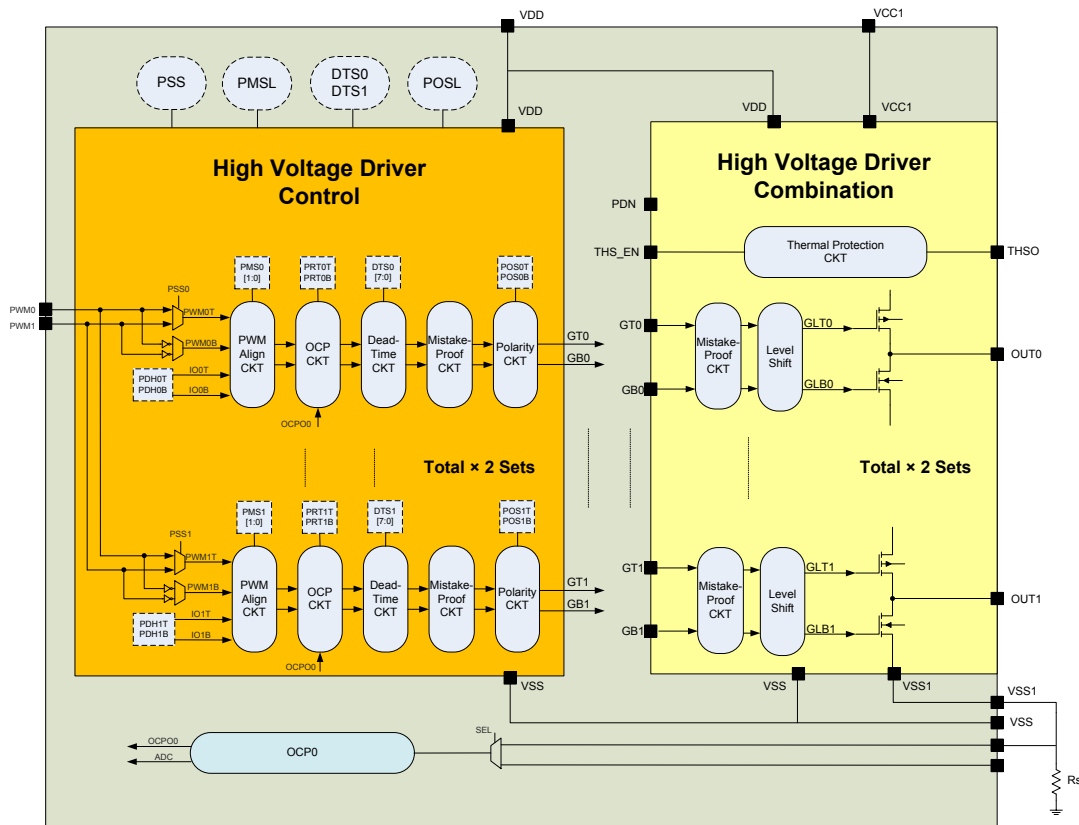 VDD
VCC1
PSS
PMSL
DTS0
DTS1
POSL
VDD
VDD
VCC1
High Voltage Driver
Control
PMS0
[1:0]
PRT0T
PRT0B
DTS0
[7:0]
POS0T
POS0B
PSS0
PWM0
PWM1
PWM0T
PWM0B
PDH0T
PDH0B
IO0T
IO0B
PWM
Align
CKT
OCP
CKT
Dead-
Time
CKT
Mistake-
Proof
CKT
Polarity
CKT
GT0
GB0
OCPO0
Total × 2 Sets
PMS1
[1:0]
PRT1T
PRT1B
DTS1
[7:0]
POS1T
POS1B
PSS1
PWM1T
PWM1B
PDH1T
PDH1B
IO1T
IO1B
PWM
Align
CKT
OCP
CKT
Dead-
Time
CKT
Mistake-
Proof
CKT
Polarity
CKT
GT1
GB1
OCPO0
VSS
High Voltage Driver
Combination
PDN
THS_EN
Thermal Protection
CKT
THSO
GT0
GB0
Mistake-
Proof
CKT
Level
Shift
GLT0
GLB0
OUT0
Total × 2 Sets
GT1
GB1
Mistake-
Proof
CKT
Level
Shift
GLT1
GLB1
OUT1
VSS
VSS1
VSS1
VSS
SEL
OCPO0
ADC
OCP0
Rs